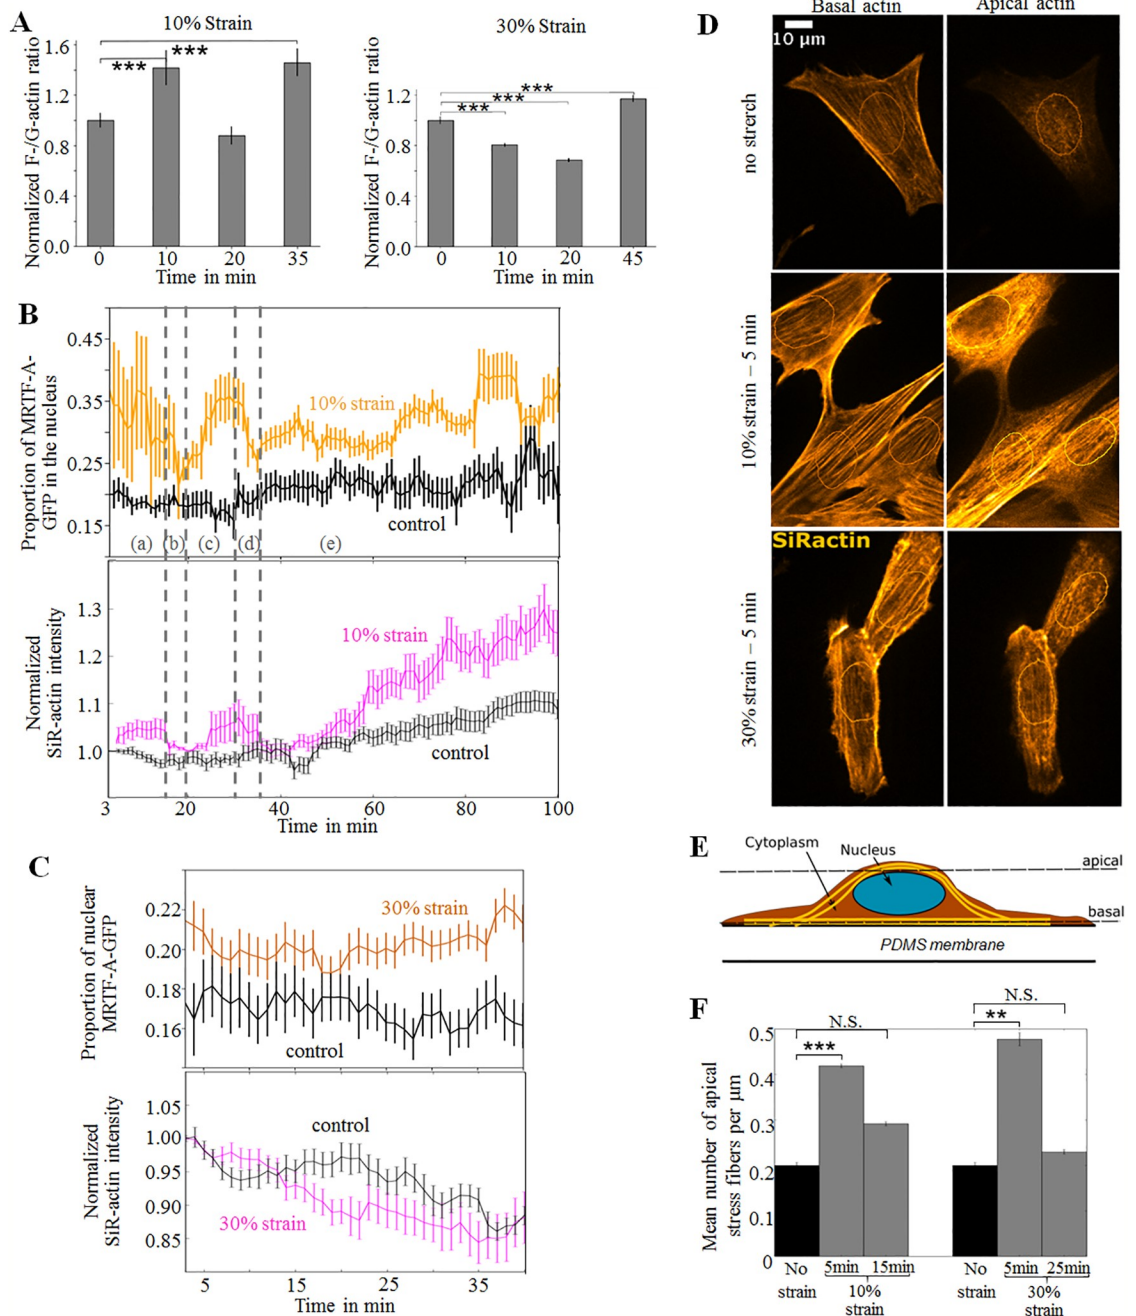 A
10% Strain
Normalized F-/G-actin ratio
1.6
1.2
0.8
0.4
0.0
***
***
0
10
20
35
Time in min
30% Strain
Normalized F-/G-actin ratio
1.2
0.8
0.4
0.0
***
***
***
0
10
20
45
Time in min
B
Proportion of MRTF-A-
GFP in the nucleus
0.45
0.35
0.25
0.15
10% strain
control
(a)
(b)
(c)
(d)
(e)
Normalized
SiR-actin intensity
1.3
1.2
1.1
1.0
10% strain
control
3
20
40
60
80
100
Time in min
C
Proportion of nuclear
MRTF-A-GFP
0.22
0.20
0.18
0.16
30% strain
control
Normalized
SiR-actin intensity
1.05
1.00
0.95
0.90
0.85
control
30% strain
5
15
25
35
Time in min
D
Basal actin
Apical actin
10 µm
no strerch
10% strain – 5 min
SiRactin
30% strain – 5 min
E
Cytoplasm
Nucleus
apical
basal
PDMS membrane
F
Mean number of apical
stress fibers per µm
0.5
0.4
0.3
0.2
0.1
0
N.S.
***
N.S.
**
No
strain
5min
15min
10%
strain
No
strain
5min
25min
30%
strain